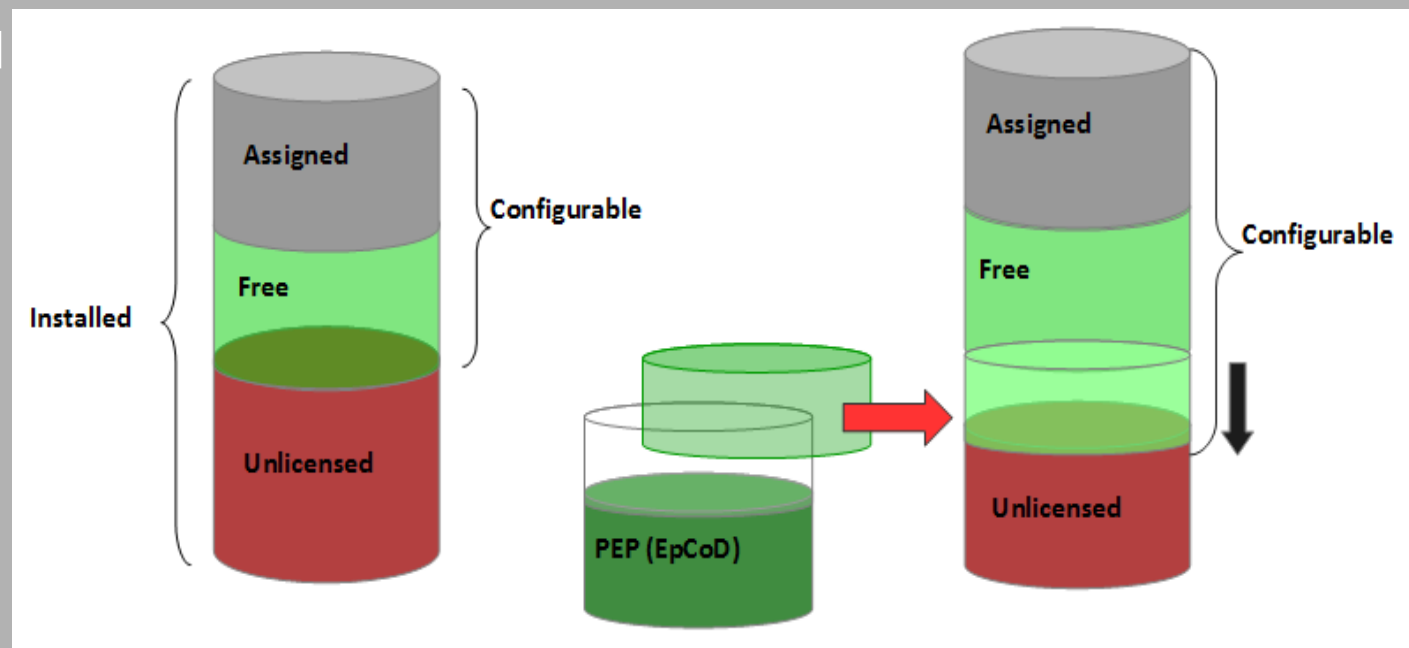 Assigned
Configurable
Free
Installed
Unlicensed
PEP (EpCoD)
Assigned
Configurable
Free
Unlicensed